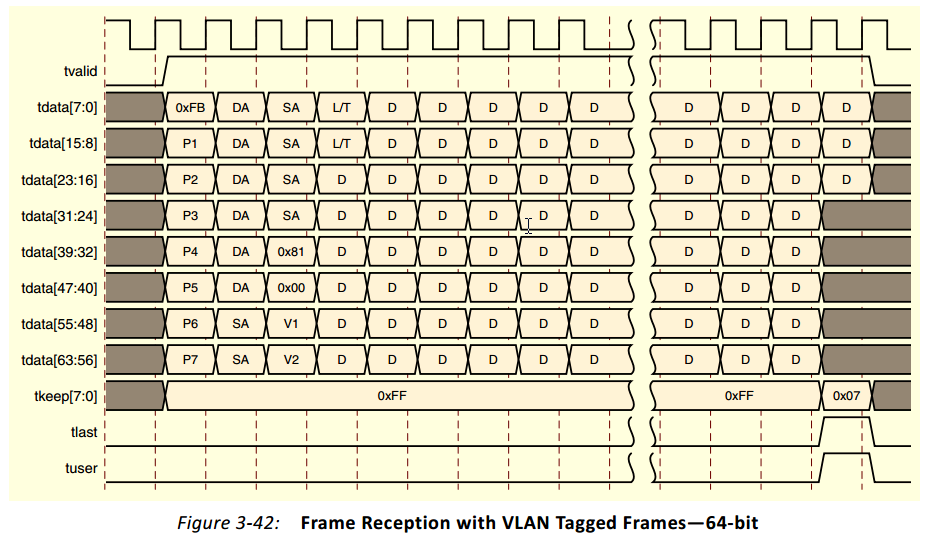 tvalid
tdata[7:0] 0xFB DA SA L/T D D D D D D D D D
tdata[15:8] P1 DA SA L/T D D D D D D D D D
tdata[23:16] P2 DA SA D D D D D D D D D D
tdata[31:24] P3 DA SA D D D D D D D D D
tdata[39:32] P4 DA 0x81 D D D D D D D D D
tdata[47:40] P5 DA 0x00 D D D D D D D D D
tdata[55:48] P6 SA V1 D D D D D D D D D
tdata[63:56] P7 SA V2 D D D D D D D D D
tkeep[7:0] 0xFF 0xFF 0x07
tlast
tuser
Figure 3-42: Frame Reception with VLAN Tagged Frames—64-bit